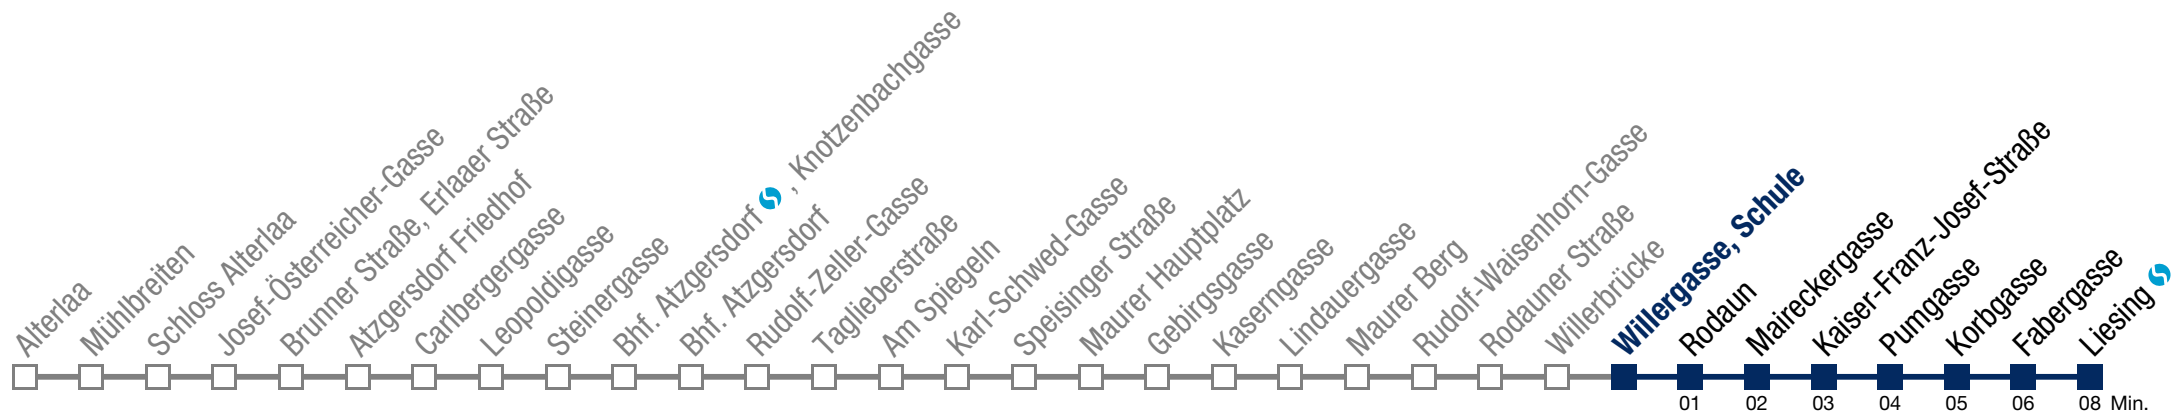 Alterlaa
Mühlbreiten
Schloss Alterlaa
Josef-Österreicher-Gasse
Brunner Straße, Erlaaer Straße
Atzgersdorf Friedhof
Carlbergergasse
Leopoldigasse
Steinergasse
Bhf. Atzgersdorf , Knotzenbachgasse
Bhf. Atzgersdorf
Rudolf-Zeller-Gasse
Taglieberstraße
Am Spiegeln
Karl-Schwed-Gasse
Speisinger Straße
Maurer Hauptplatz
Gebirgsgasse
Kaserngasse
Lindauergasse
Maurer Berg
Rudolf-Waisenhorn-Gasse
Rodauner Straße
Willerbrücke
Willergasse, Schule
Rodaun
Maireckergasse
Kaiser-Franz-Josef-Straße
Pumgasse
Korbgasse
Fabergasse
Liesing
01 02 03 04 05 06 08 Min.